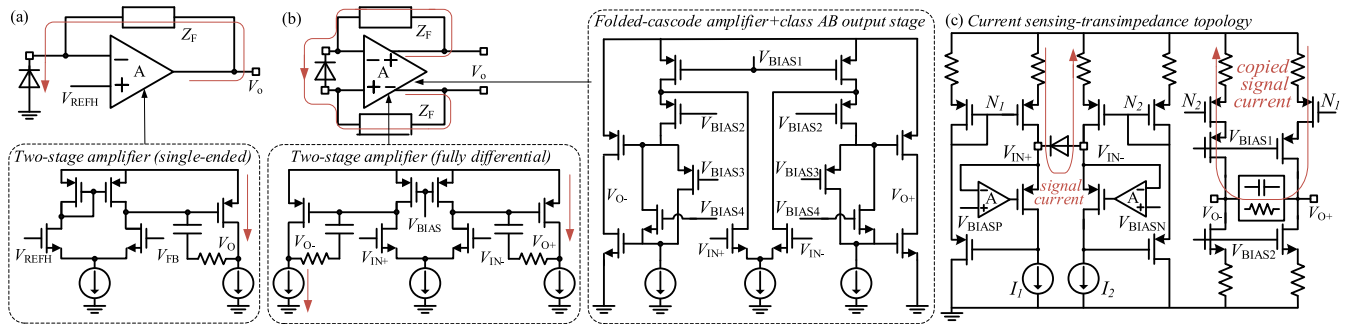 (a)
Z_F
A
V_REFH
V_o
Two-stage amplifier (single-ended)
V_REFH
V_FB
V_O
(b)
Z_F
A
V_o
Z_F
Two-stage amplifier (fully differential)
V_O-
V_BIAS
V_O+
V_IN+
V_IN-
Folded-cascode amplifier+class AB output stage
V_BIAS1
V_BIAS2
V_BIAS2
V_BIAS3
V_BIAS3
V_O-
V_O+
V_BIAS4
V_BIAS4
V_IN+
V_IN-
(c) Current sensing-transimpedance topology
copied
signal
current
N_1
N_2
N_2
N_1
V_IN+
V_IN-
V_BIAS1
signal
current
A
A
V_BIASP
V_BIASN
V_O-
V_O+
V_BIAS2
I_1
I_2